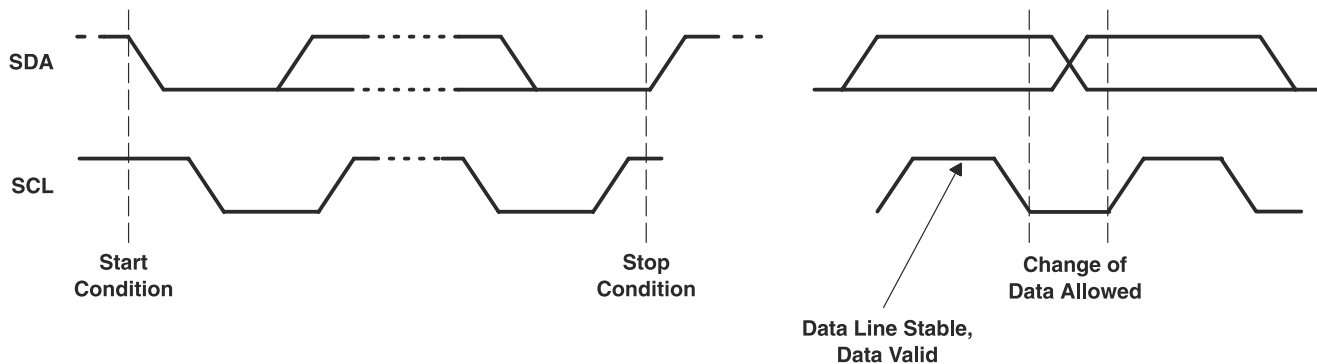 SDA
SCL
Start
Condition
Stop
Condition
Change of
Data Allowed
Data Line Stable,
Data Valid